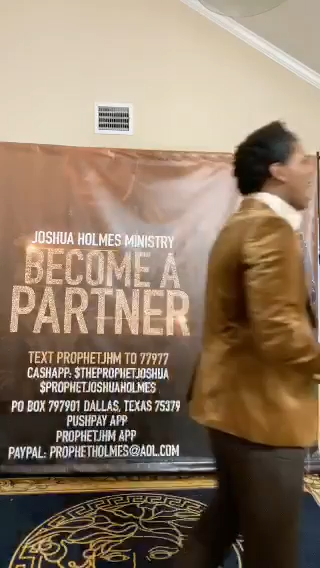 JOSHUA HOLMES MINISTRY
BECOME A
PARTNER
TEXT PROPHETJHM TO 77977
CASHAPP: $THEPROPHETJOSHUA
$PROPHETJOSHUAHOLMES
PO BOX 797901 DALLAS, TEXAS 75379
PUSHPAY APP
PROPHETJHM APP
PAYPAL: PROPHETHOLMES@AOL.COM